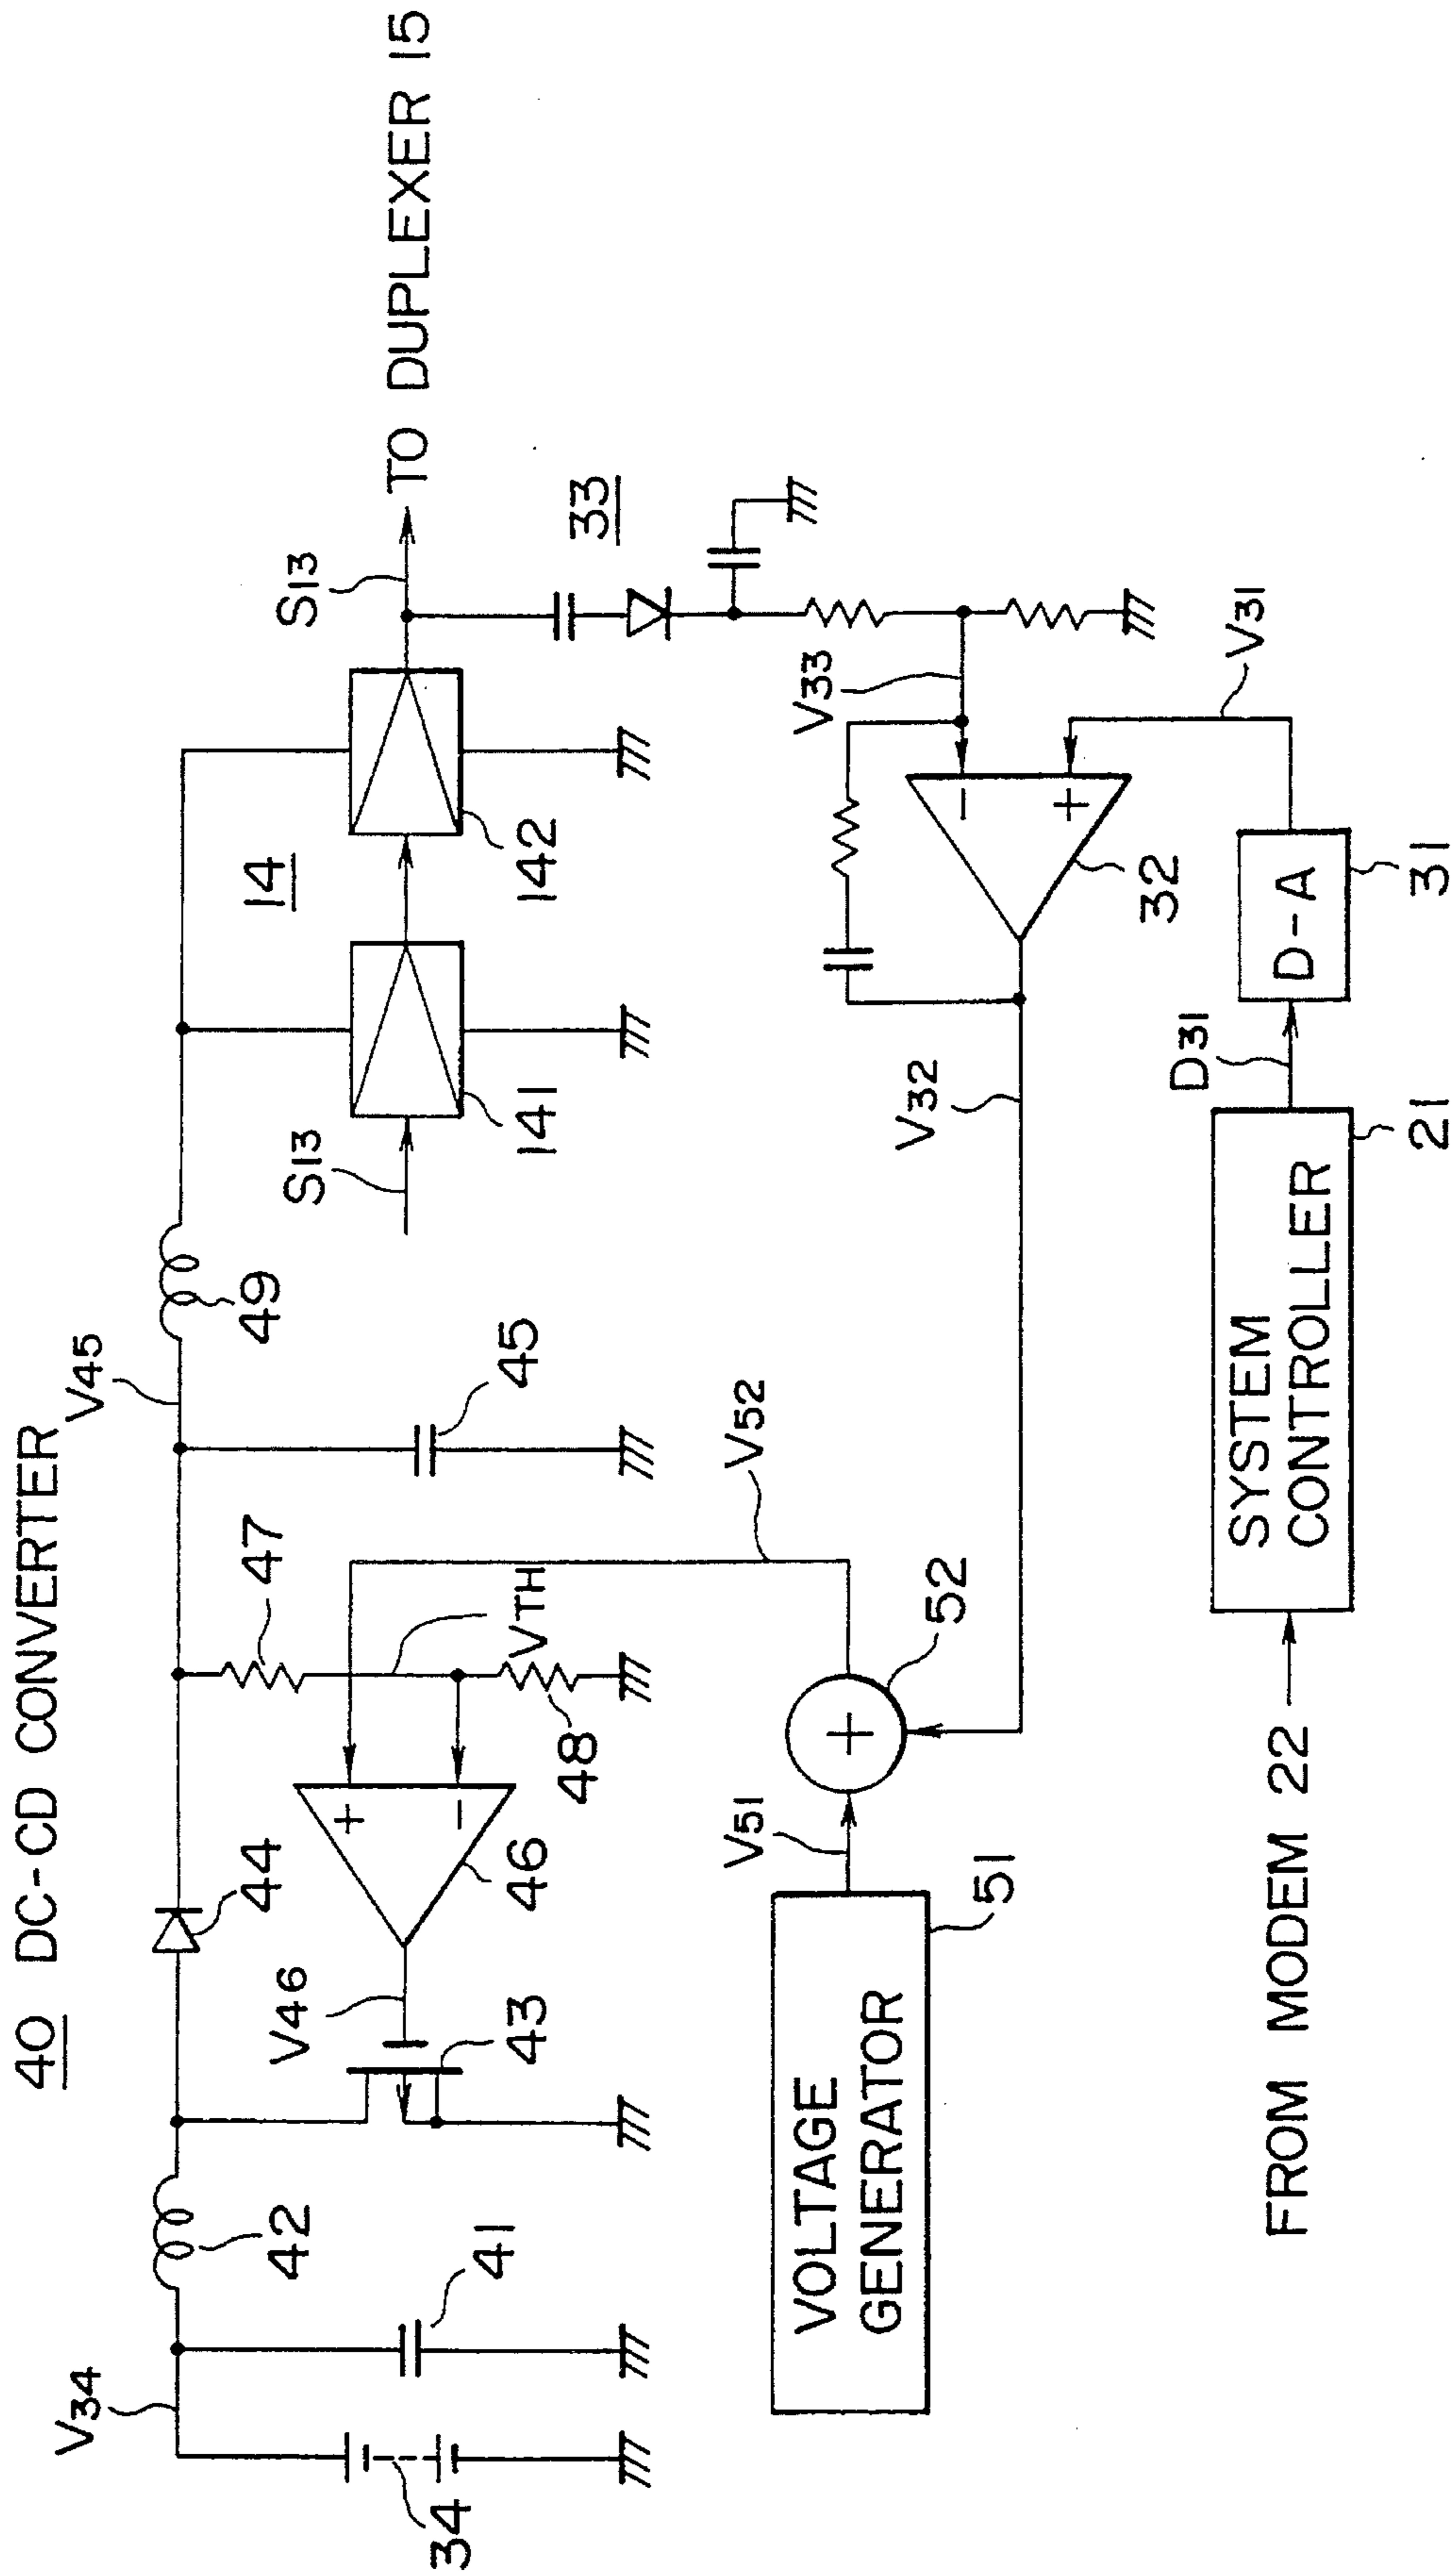 40 DC-CD CONVERTER
V34
42
44
V45
49
41
V46
43
46
47
VTH
48
45
34
14
S13
141
142
S13
TO DUPLEXER 15
33
V33
V52
V32
32
VOLTAGE
GENERATOR
51
V51
52
V31
FROM MODEM 22
SYSTEM
CONTROLLER
21
D31
D-A
31
+
−
+
−
+